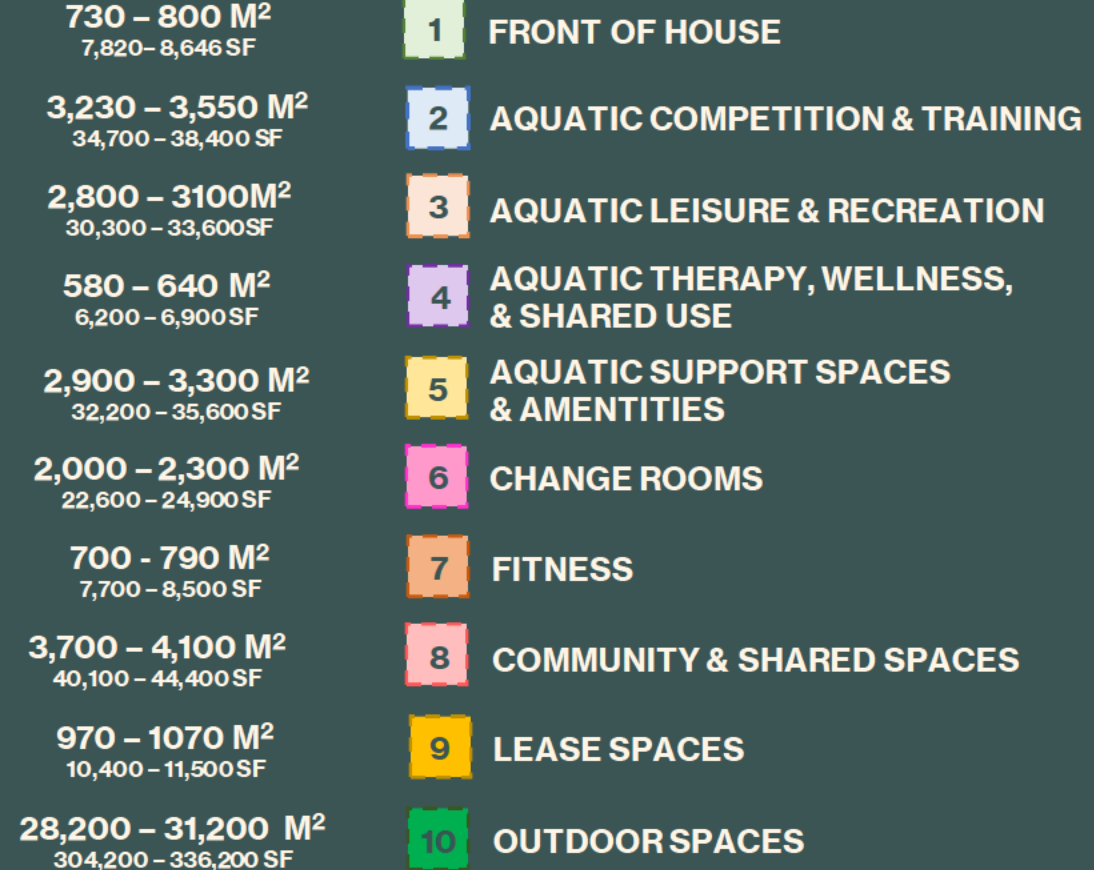 730 – 800 M²
7,820– 8,646 SF
1
FRONT OF HOUSE
3,230 – 3,550 M²
34,700 – 38,400 SF
2
AQUATIC COMPETITION & TRAINING
2,800 – 3100M²
30,300 – 33,600SF
3
AQUATIC LEISURE & RECREATION
580 – 640 M²
6,200 – 6,900 SF
4
AQUATIC THERAPY, WELLNESS,
& SHARED USE
2,900 – 3,300 M²
32,200 – 35,600 SF
5
AQUATIC SUPPORT SPACES
& AMENTITIES
2,000 – 2,300 M²
22,600 – 24,900 SF
6
CHANGE ROOMS
700 - 790 M²
7,700 – 8,500 SF
7
FITNESS
3,700 – 4,100 M²
40,100 – 44,400 SF
8
COMMUNITY & SHARED SPACES
970 – 1070 M²
10,400 – 11,500 SF
9
LEASE SPACES
28,200 – 31,200 M²
304,200 – 336,200 SF
10
OUTDOOR SPACES